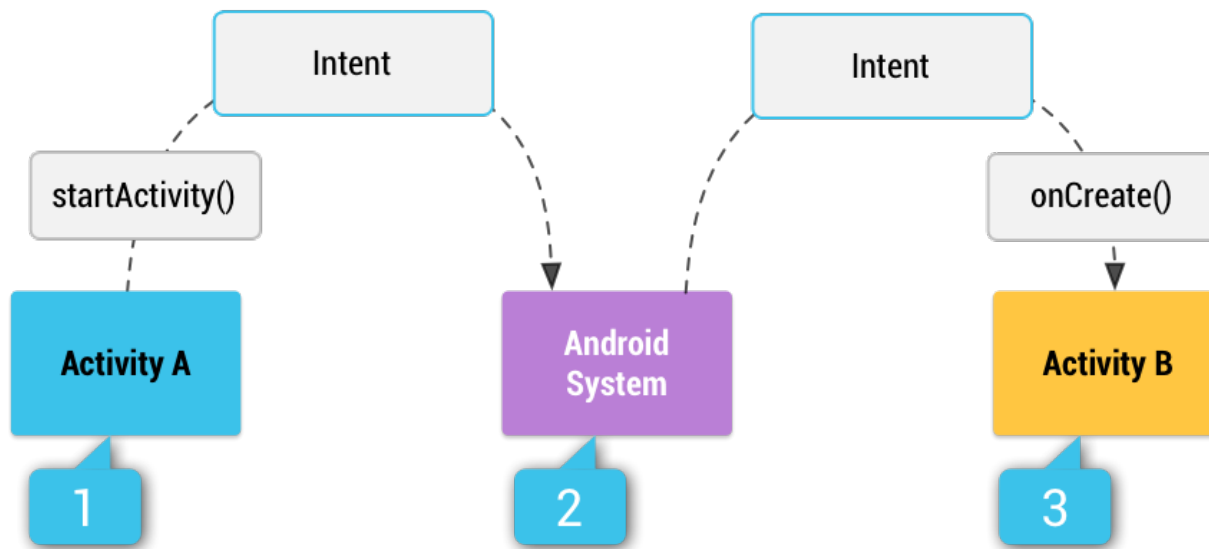 Intent
Intent
startActivity()
onCreate()
Activity A
Android
System
Activity B
1
2
3